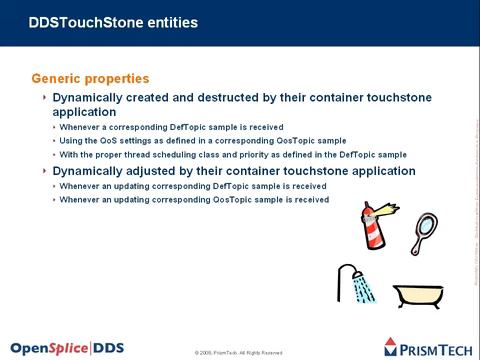 DDSTouchStone entities
Generic properties
Dynamically created and destructed by their container touchstone
application
Whenever a corresponding DefTopic sample is received
Using the QoS settings as defined in a corresponding QosTopic sample
With the proper thread scheduling class and priority as defined in the DefTopic sample
Dynamically adjusted by their container touchstone application
Whenever an updating corresponding DefTopic sample is received
Whenever an updating corresponding QosTopic sample is received
OpenSplice|DDS
© 2008, PrismTech. All Rights Reserved
PRISMTECH